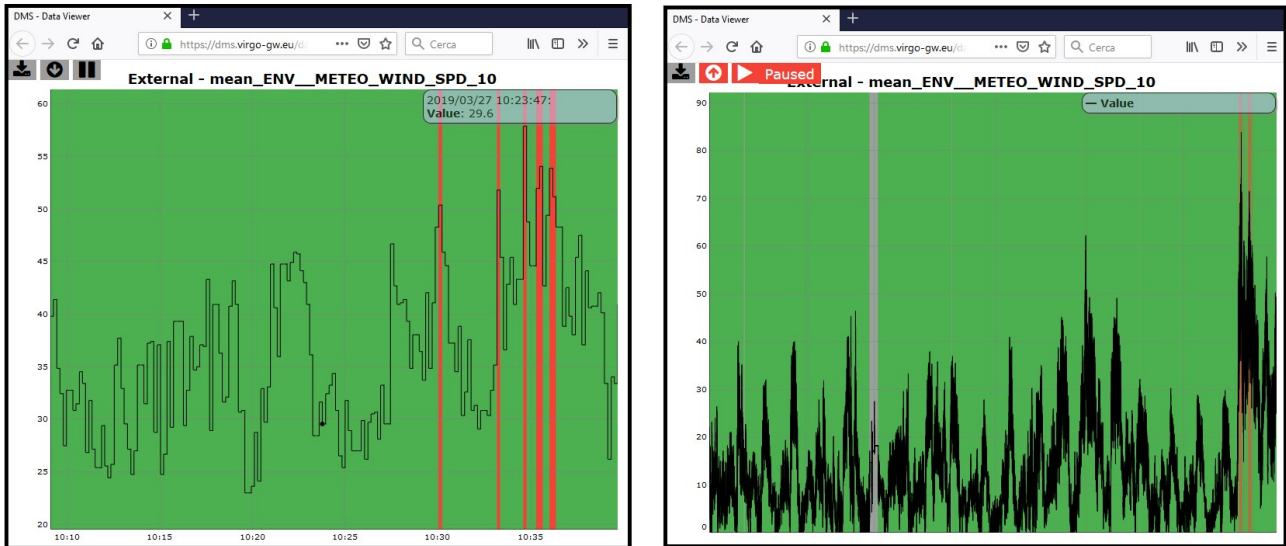 DMS - Data Viewer
https://dms.virgo-gw.eu/d
Cerca
External - mean_ENV__METEO_WIND_SPD_10
2019/03/27 10:23:47:
Value: 29.6
60
55
50
45
40
35
30
25
20
10:10 10:15 10:20 10:25 10:30 10:35
DMS - Data Viewer
https://dms.virgo-gw.eu/d
Cerca
Paused
External - mean_ENV__METEO_WIND_SPD_10
— Value
90
80
70
60
50
40
30
20
10
0